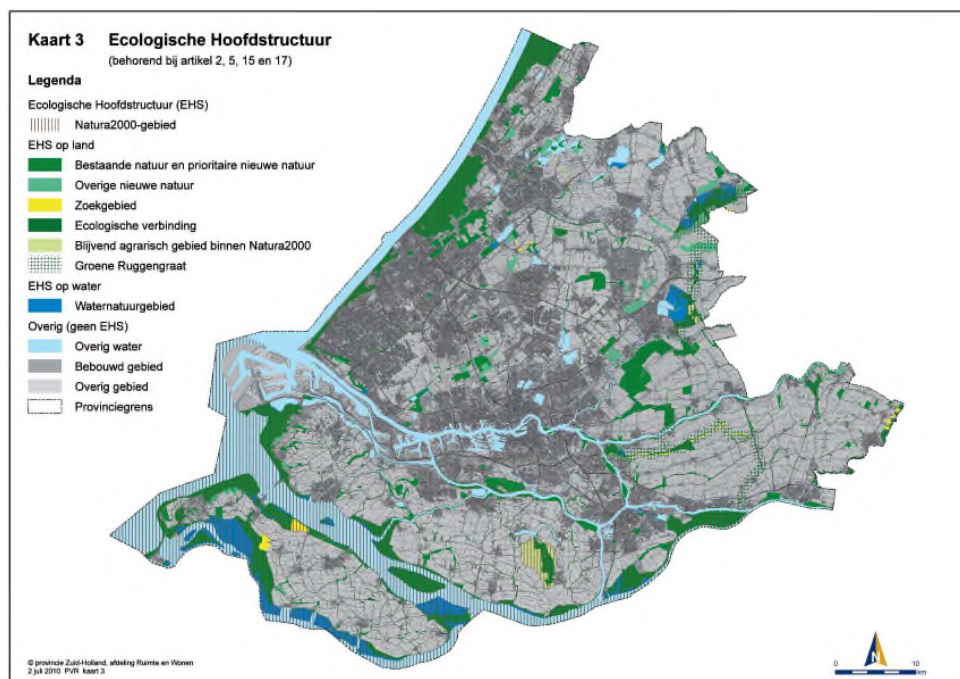 Kaart 3 Ecologische Hoofdstructuur
(behorend bij artikel 2, 5, 15 en 17)
Legenda
Ecologische Hoofdstructuur (EHS)
Natura2000-gebied
EHS op land
Bestaande natuur en prioritaire nieuwe natuur
Overige nieuwe natuur
Zoekgebied
Ecologische verbinding
Blijvend agrarisch gebied binnen Natura2000
Groene Ruggengraat
EHS op water
Waternatuurgebied
Overig (geen EHS)
Overig water
Bebouwd gebied
Overig gebied
Provinciegrens
© provincie Zuid-Holland, afdeling Ruimte en Wonen
2 juli 2010 PVR kaart 3
N
0 10
km